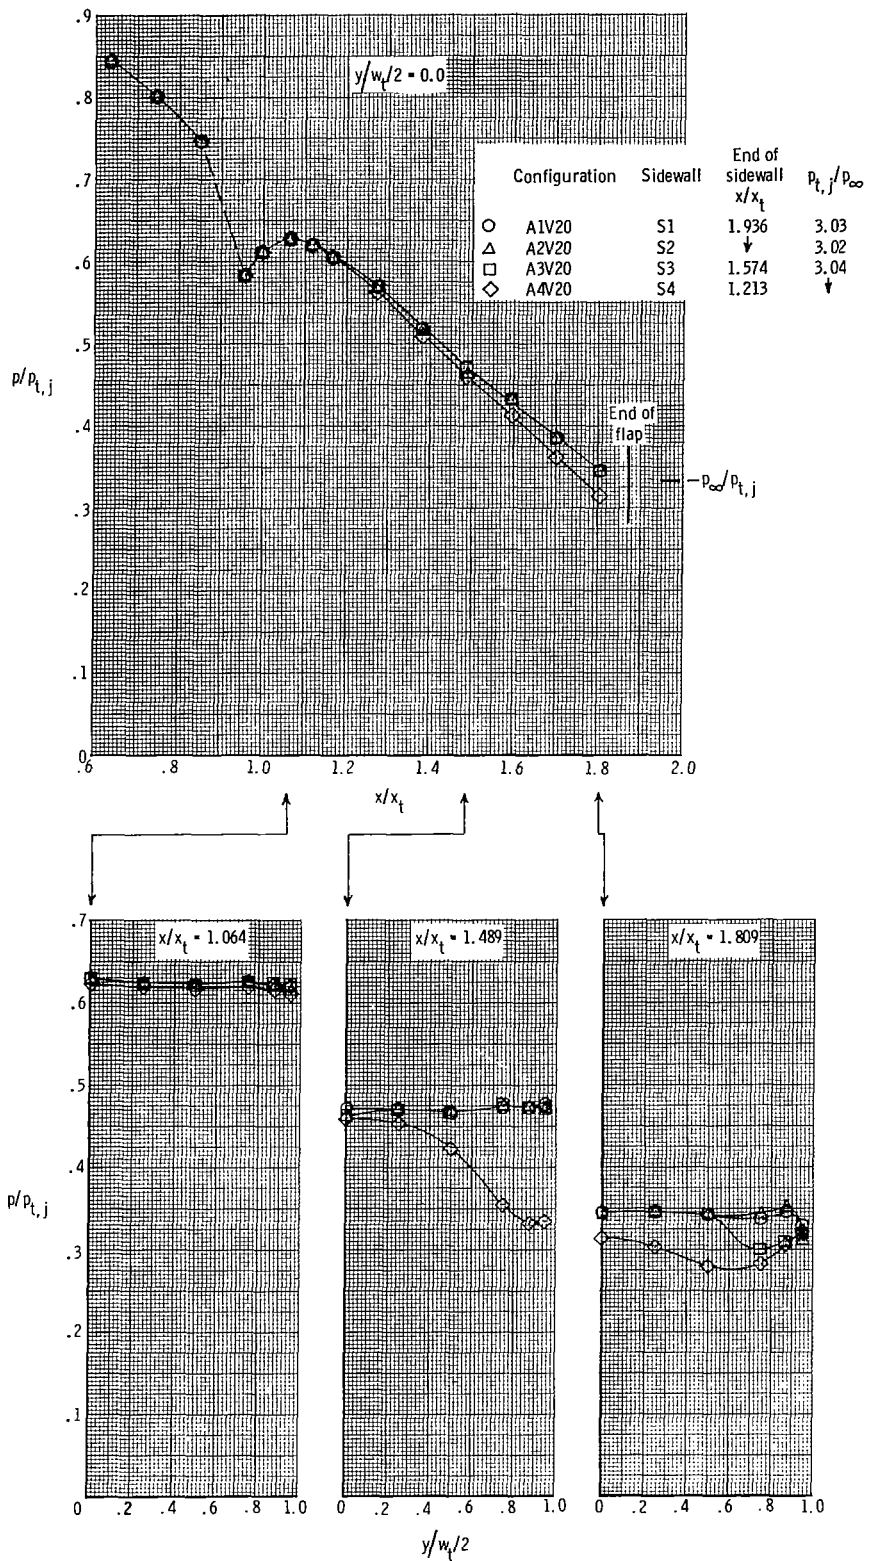 .9
.8
.7
.6
.5
.4
.3
.2
.1
0
p/p_t,j
y/w_t/2 = 0.0
Configuration Sidewall End of sidewall x/x_t p_t,j/p_∞
○ A1V20 S1 1.936 3.03
△ A2V20 S2 ↓ 3.02
□ A3V20 S3 1.574 3.04
◇ A4V20 S4 1.213 ↓
End of
flap
p_∞/p_t,j
.6 .8 1.0 1.2 1.4 1.6 1.8 2.0
x/x_t
.7
.6
.5
.4
.3
.2
.1
p/p_t,j
x/x_t = 1.064
x/x_t = 1.489
x/x_t = 1.809
0 .2 .4 .6 .8 1.0
0 .2 .4 .6 .8 1.0
0 .2 .4 .6 .8 1.0
y/w_t/2